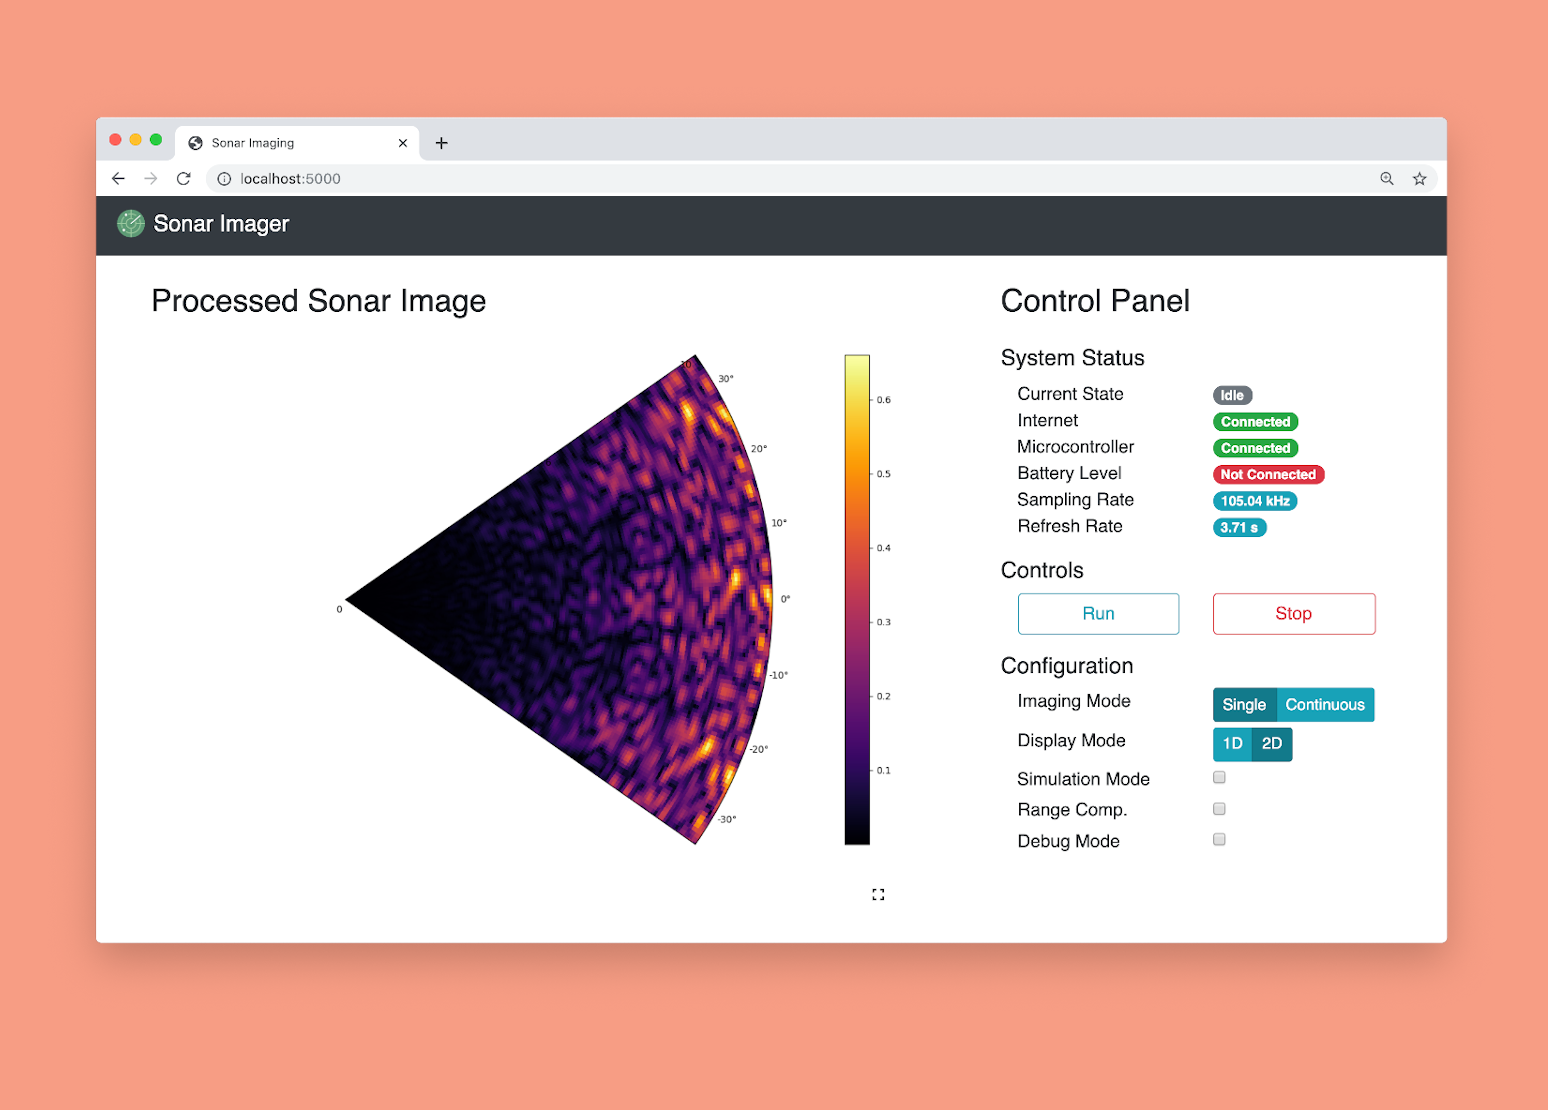 Sonar Imaging
localhost:5000
Sonar Imager
Processed Sonar Image
10
30°
20°
10°
0°
-10°
-20°
-30°
0
0.6
0.5
0.4
0.3
0.2
0.1
Control Panel
System Status
Current State Idle
Internet Connected
Microcontroller Connected
Battery Level Not Connected
Sampling Rate 105.04 kHz
Refresh Rate 3.71 s
Controls
Run Stop
Configuration
Imaging Mode Single Continuous
Display Mode 1D 2D
Simulation Mode
Range Comp.
Debug Mode